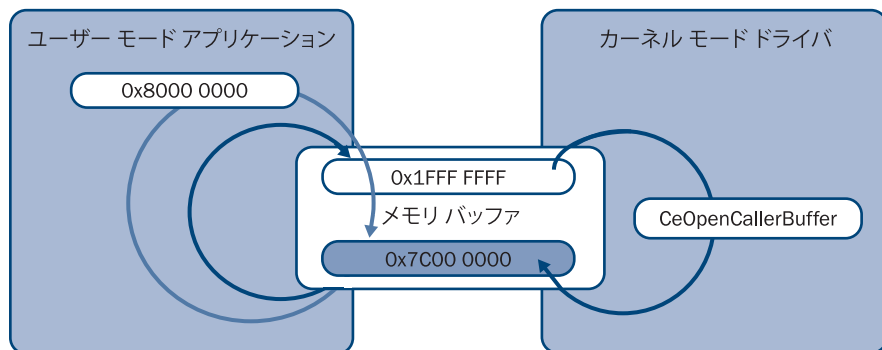 ユーザー モード アプリケーション
カーネル モード ドライバ
0x8000 0000
0x1FFF FFFF
メモリ バッファ
CeOpenCallerBuffer
0x7C00 0000